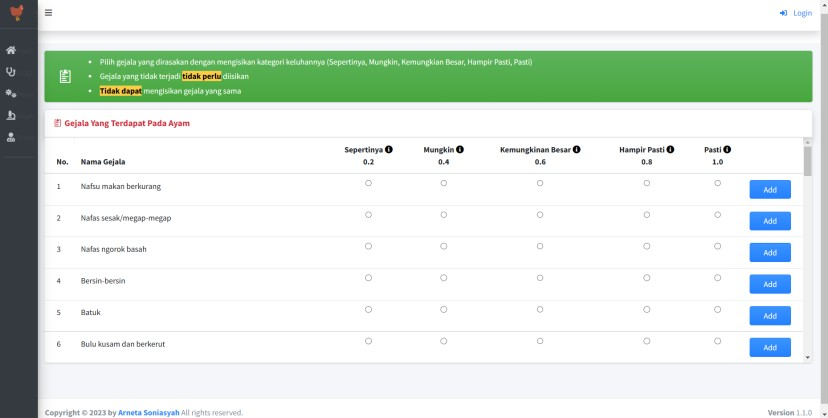 Login
Pilih gejala yang dirasakan dengan mengisikan kategori keluhannya (Sepertinya, Mungkin, Kemungkian Besar, Hampir Pasti, Pasti)
Gejala yang tidak terjadi tidak perlu diisikan
Tidak dapat mengisikan gejala yang sama
Gejala Yang Terdapat Pada Ayam
No. Nama Gejala Sepertinya Mungkin Kemungkinan Besar Hampir Pasti Pasti
0.2 0.4 0.6 0.8 1.0
1 Nafsu makan berkurang Add
2 Nafas sesak/megap-megap Add
3 Nafas ngorok basah Add
4 Bersin-bersin Add
5 Batuk Add
6 Bulu kusam dan berkerut Add
Copyright © 2023 by Arneta Soniasyah All rights reserved. Version 1.1.0